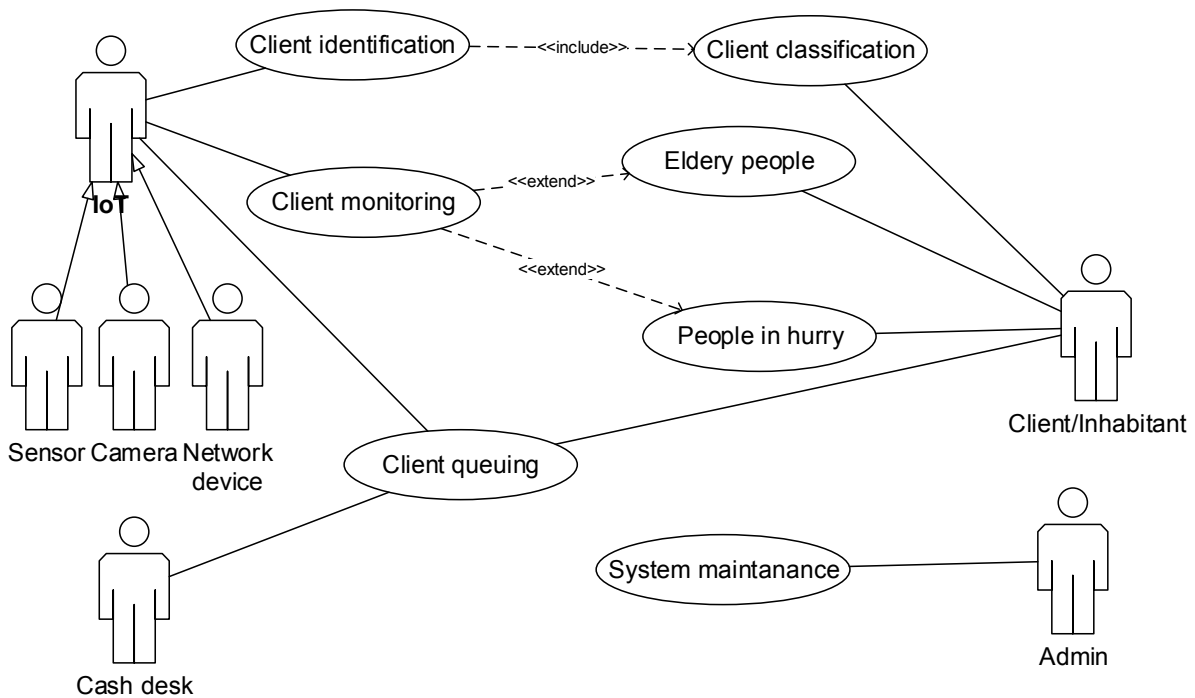 Client identification
<<include>>
Client classification
Eldery people
<<extend>>
Client monitoring
IoT
<<extend>>
People in hurry
Client/Inhabitant
Sensor
Camera
Network
device
Client queuing
System maintanance
Admin
Cash desk